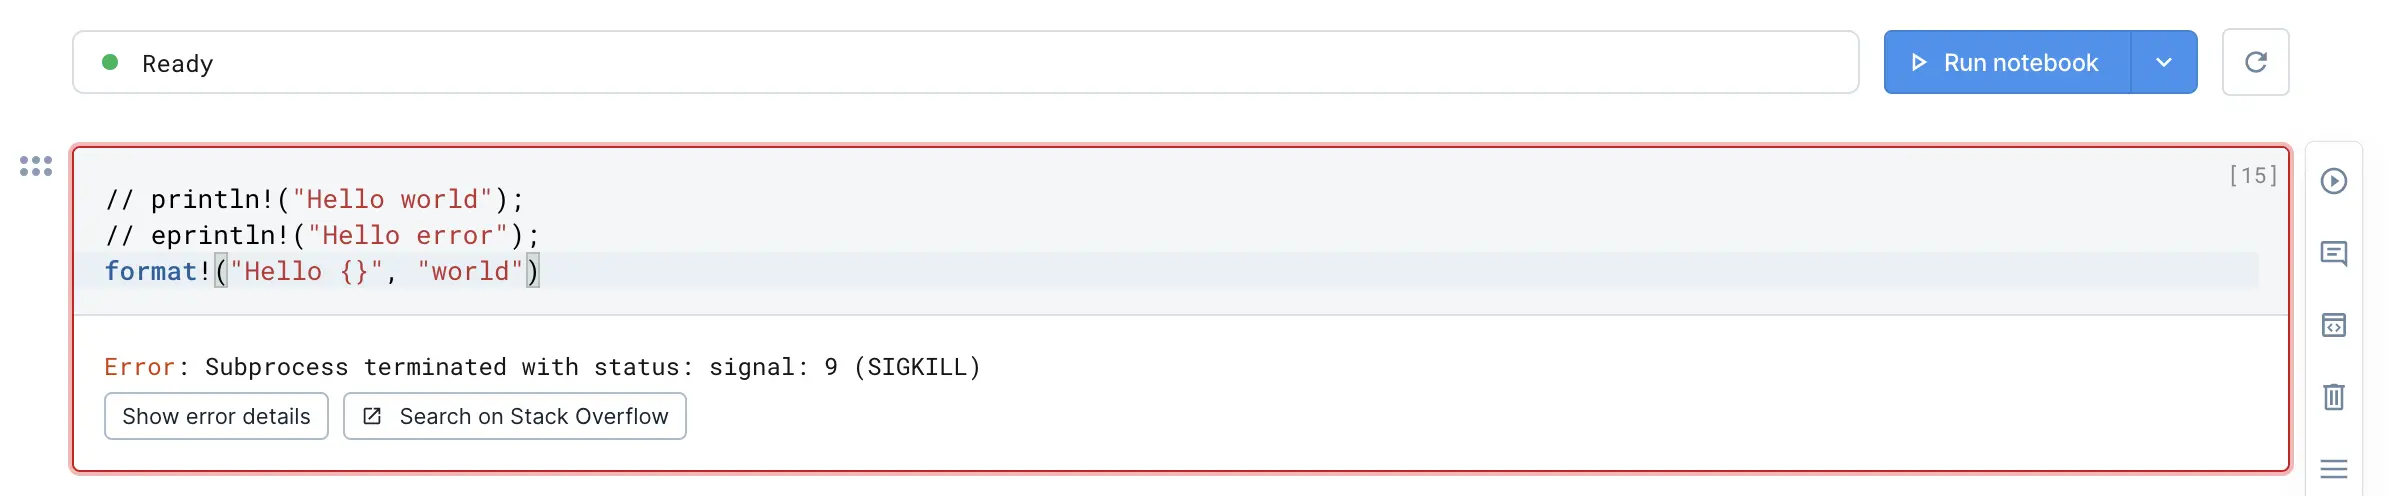 Ready
Run notebook
[15]
// println!("Hello world");
// eprintln!("Hello error");
format!("Hello {}", "world")
Error: Subprocess terminated with status: signal: 9 (SIGKILL)
Show error details
Search on Stack Overflow